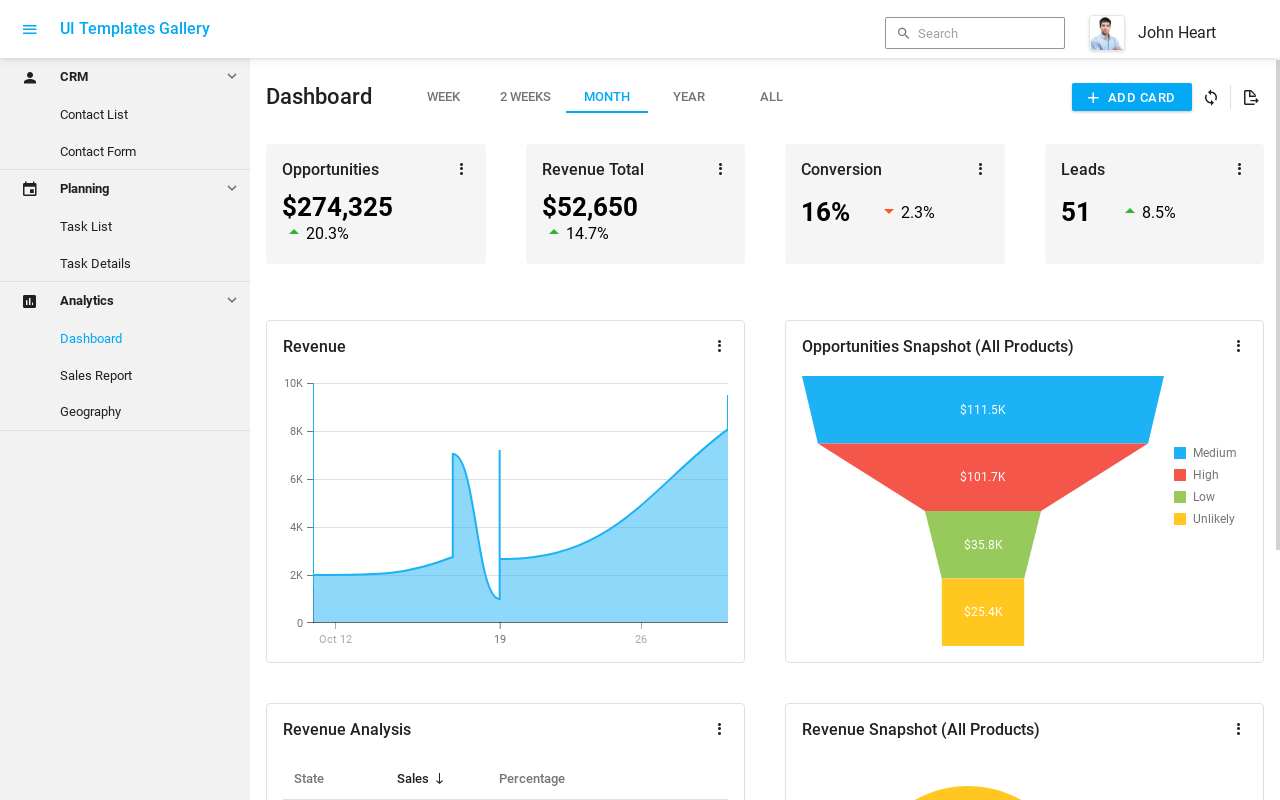 UI Templates Gallery
Search
John Heart
CRM
Contact List
Contact Form
Planning
Task List
Task Details
Analytics
Dashboard
Sales Report
Geography
Dashboard
WEEK
2 WEEKS
MONTH
YEAR
ALL
ADD CARD
Opportunities
$274,325
20.3%
Revenue Total
$52,650
14.7%
Conversion
16%
2.3%
Leads
51
8.5%
Revenue
10K
8K
6K
4K
2K
0
Oct 12
19
26
Opportunities Snapshot (All Products)
$111.5K
$101.7K
$35.8K
$25.4K
Medium
High
Low
Unlikely
Revenue Analysis
State
Sales
Percentage
Revenue Snapshot (All Products)